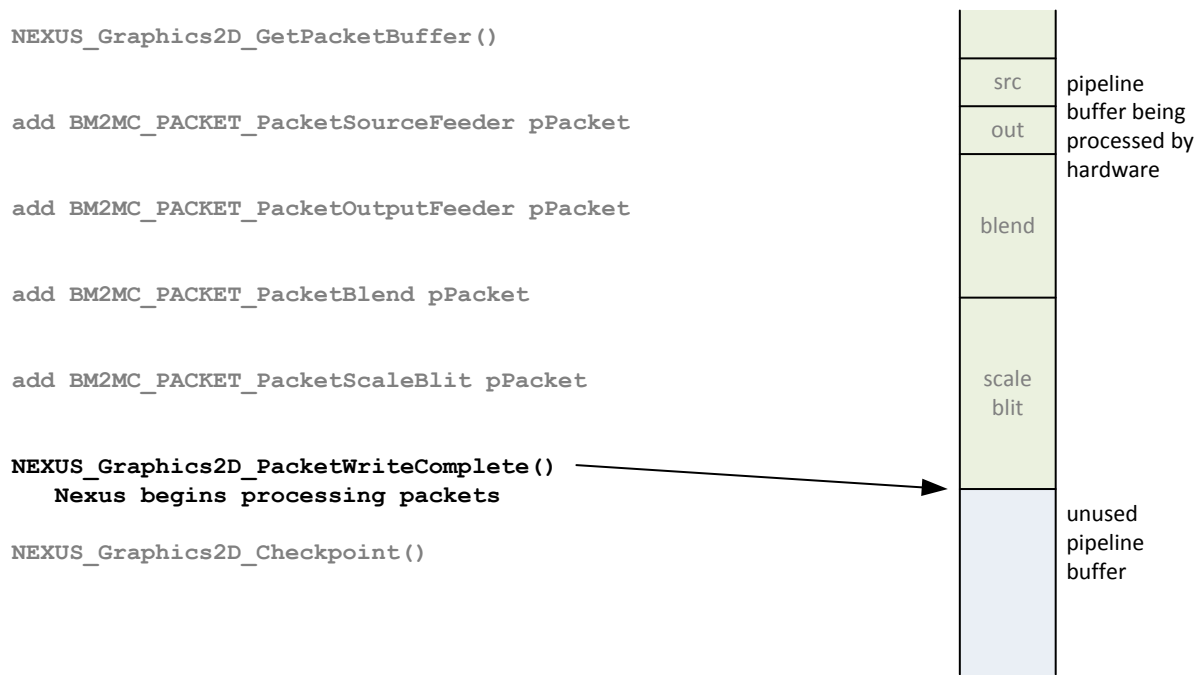 NEXUS_Graphics2D_GetPacketBuffer()
add BM2MC_PACKET_PacketSourceFeeder pPacket
add BM2MC_PACKET_PacketOutputFeeder pPacket
add BM2MC_PACKET_PacketBlend pPacket
add BM2MC_PACKET_PacketScaleBlit pPacket
NEXUS_Graphics2D_PacketWriteComplete()
Nexus begins processing packets
NEXUS_Graphics2D_Checkpoint()
src
out
blend
scale
blit
pipeline
buffer being
processed by
hardware
unused
pipeline
buffer